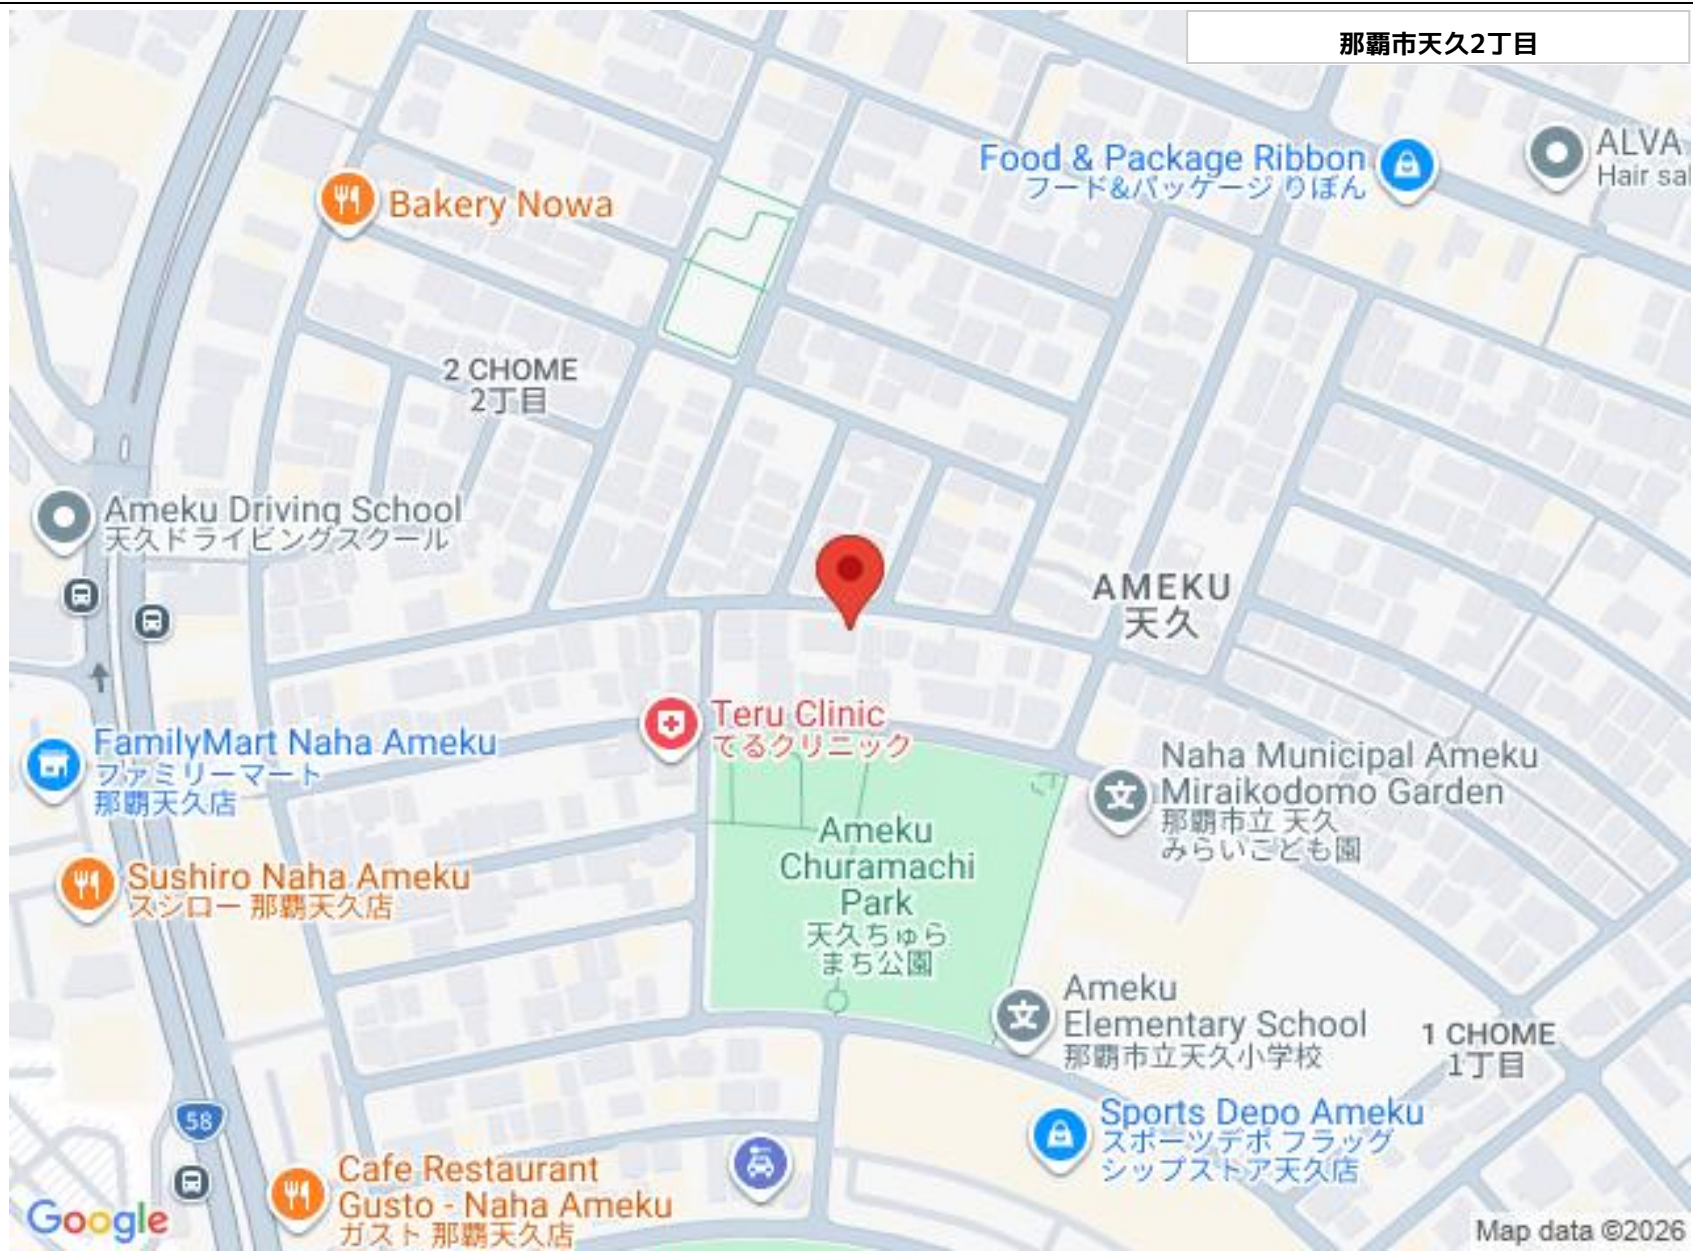 那覇市天久2丁目
Food & Package Ribbon
フード&パッケージ りぼん
ALVA
Hair sal
Bakery Nowa
2 CHOME
2丁目
Ameku Driving School
天久ドライビングスクール
AMEKU
天久
Teru Clinic
てるクリニック
FamilyMart Naha Ameku
ファミリーマート
那覇天久店
Naha Municipal Ameku
Miraikodomo Garden
那覇市立 天久
みらいこども園
Ameku
Churamachi
Park
天久ちゅら
まち公園
Sushiro Naha Ameku
スシロー 那覇天久店
Ameku
Elementary School
那覇市立天久小学校
1 CHOME
1丁目
58
Sports Depo Ameku
スポーツデポ フラッグ
シップストア天久店
Cafe Restaurant
Gusto - Naha Ameku
ガスト 那覇天久店
Google
Map data ©2026